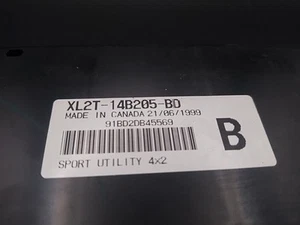 XL2T-14B205-BD
MADE IN CANADA 21/06/1999
91BD2DB45569
B
SPORT UTILITY 4x2